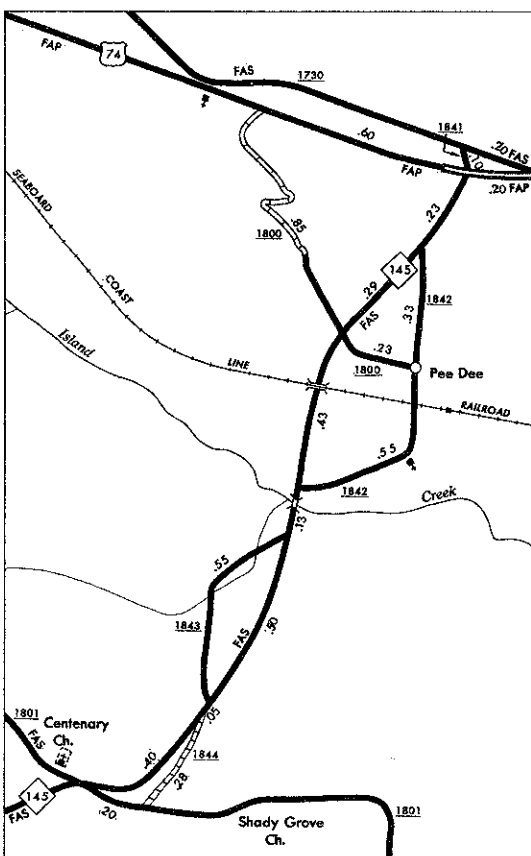 FAP
74
FAS
1730
1841
.60
.10
.20 FAS
FAP
.20 FAP
SEABOARD
.85
.23
1800
145
COAST
.29
FAS
1842
.33
Island
LINE
.23
1800
Pee Dee
RAILROAD
.43
.55
1842
Creek
.13
.55
1843
FAS
.50
1801
Centenary
Ch.
FAS
.05
1844
.40
.28
145
FAS
.20
Shady Grove
Ch.
1801